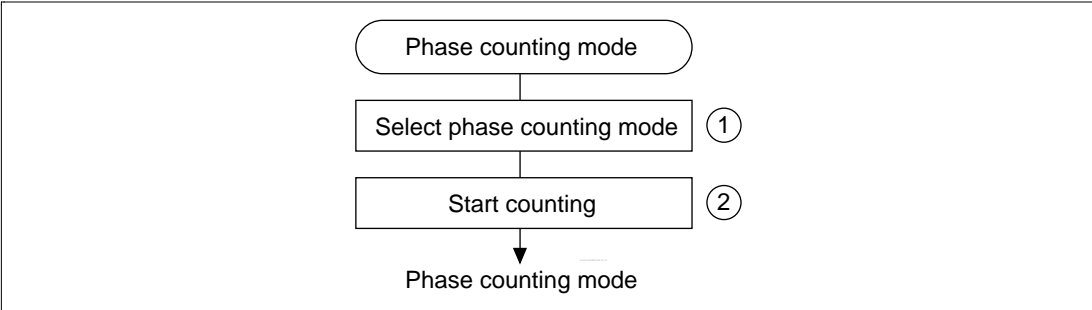 Phase counting mode
Select phase counting mode 1
Start counting 2
Phase counting mode